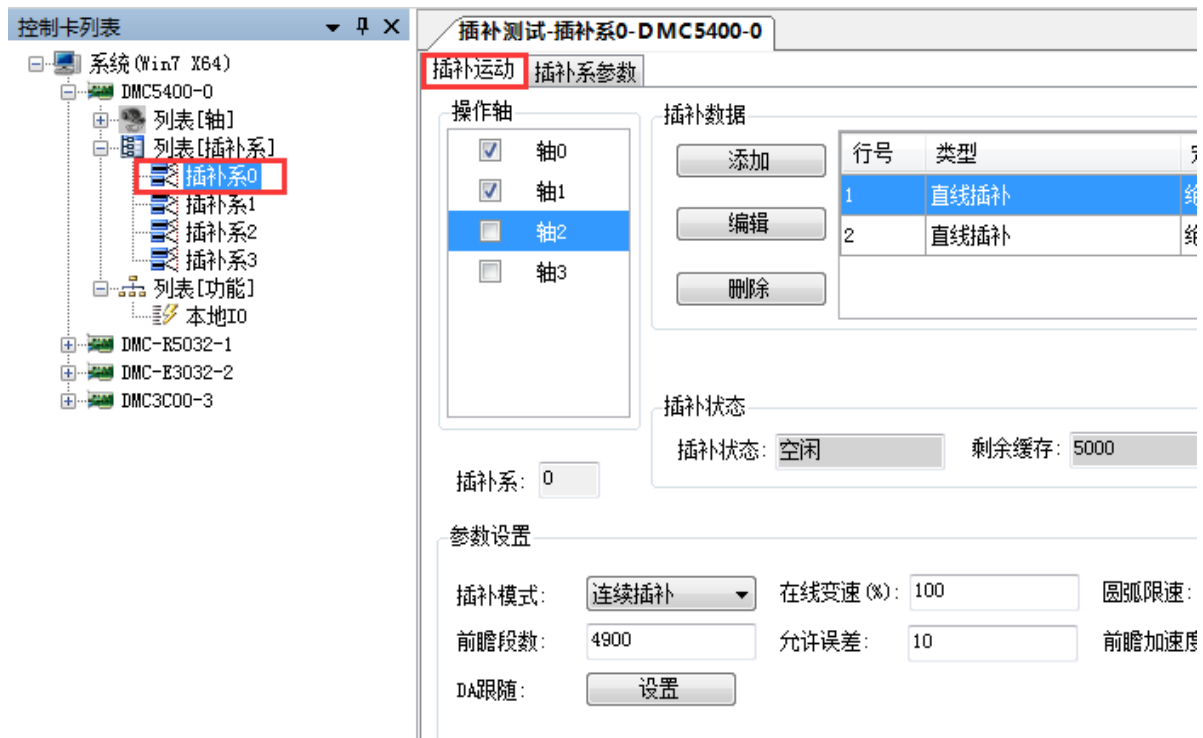 控制卡列表
系统(Win7 X64)
DMC5400-0
列表[轴]
列表[插补系]
插补系0
插补系1
插补系2
插补系3
列表[功能]
本地IO
DMC-R5032-1
DMC-E3032-2
DMC3C00-3
插补测试-插补系0-DMC5400-0
插补运动 插补系参数
操作轴
轴0
轴1
轴2
轴3
插补系: 0
插补数据
添加
编辑
删除
行号 类型
1 直线插补
2 直线插补
插补状态
插补状态: 空闲 剩余缓存: 5000
参数设置
插补模式: 连续插补 在线变速(%): 100 圆弧限速:
前瞻段数: 4900 允许误差: 10 前瞻加速度
DA跟随: 设置